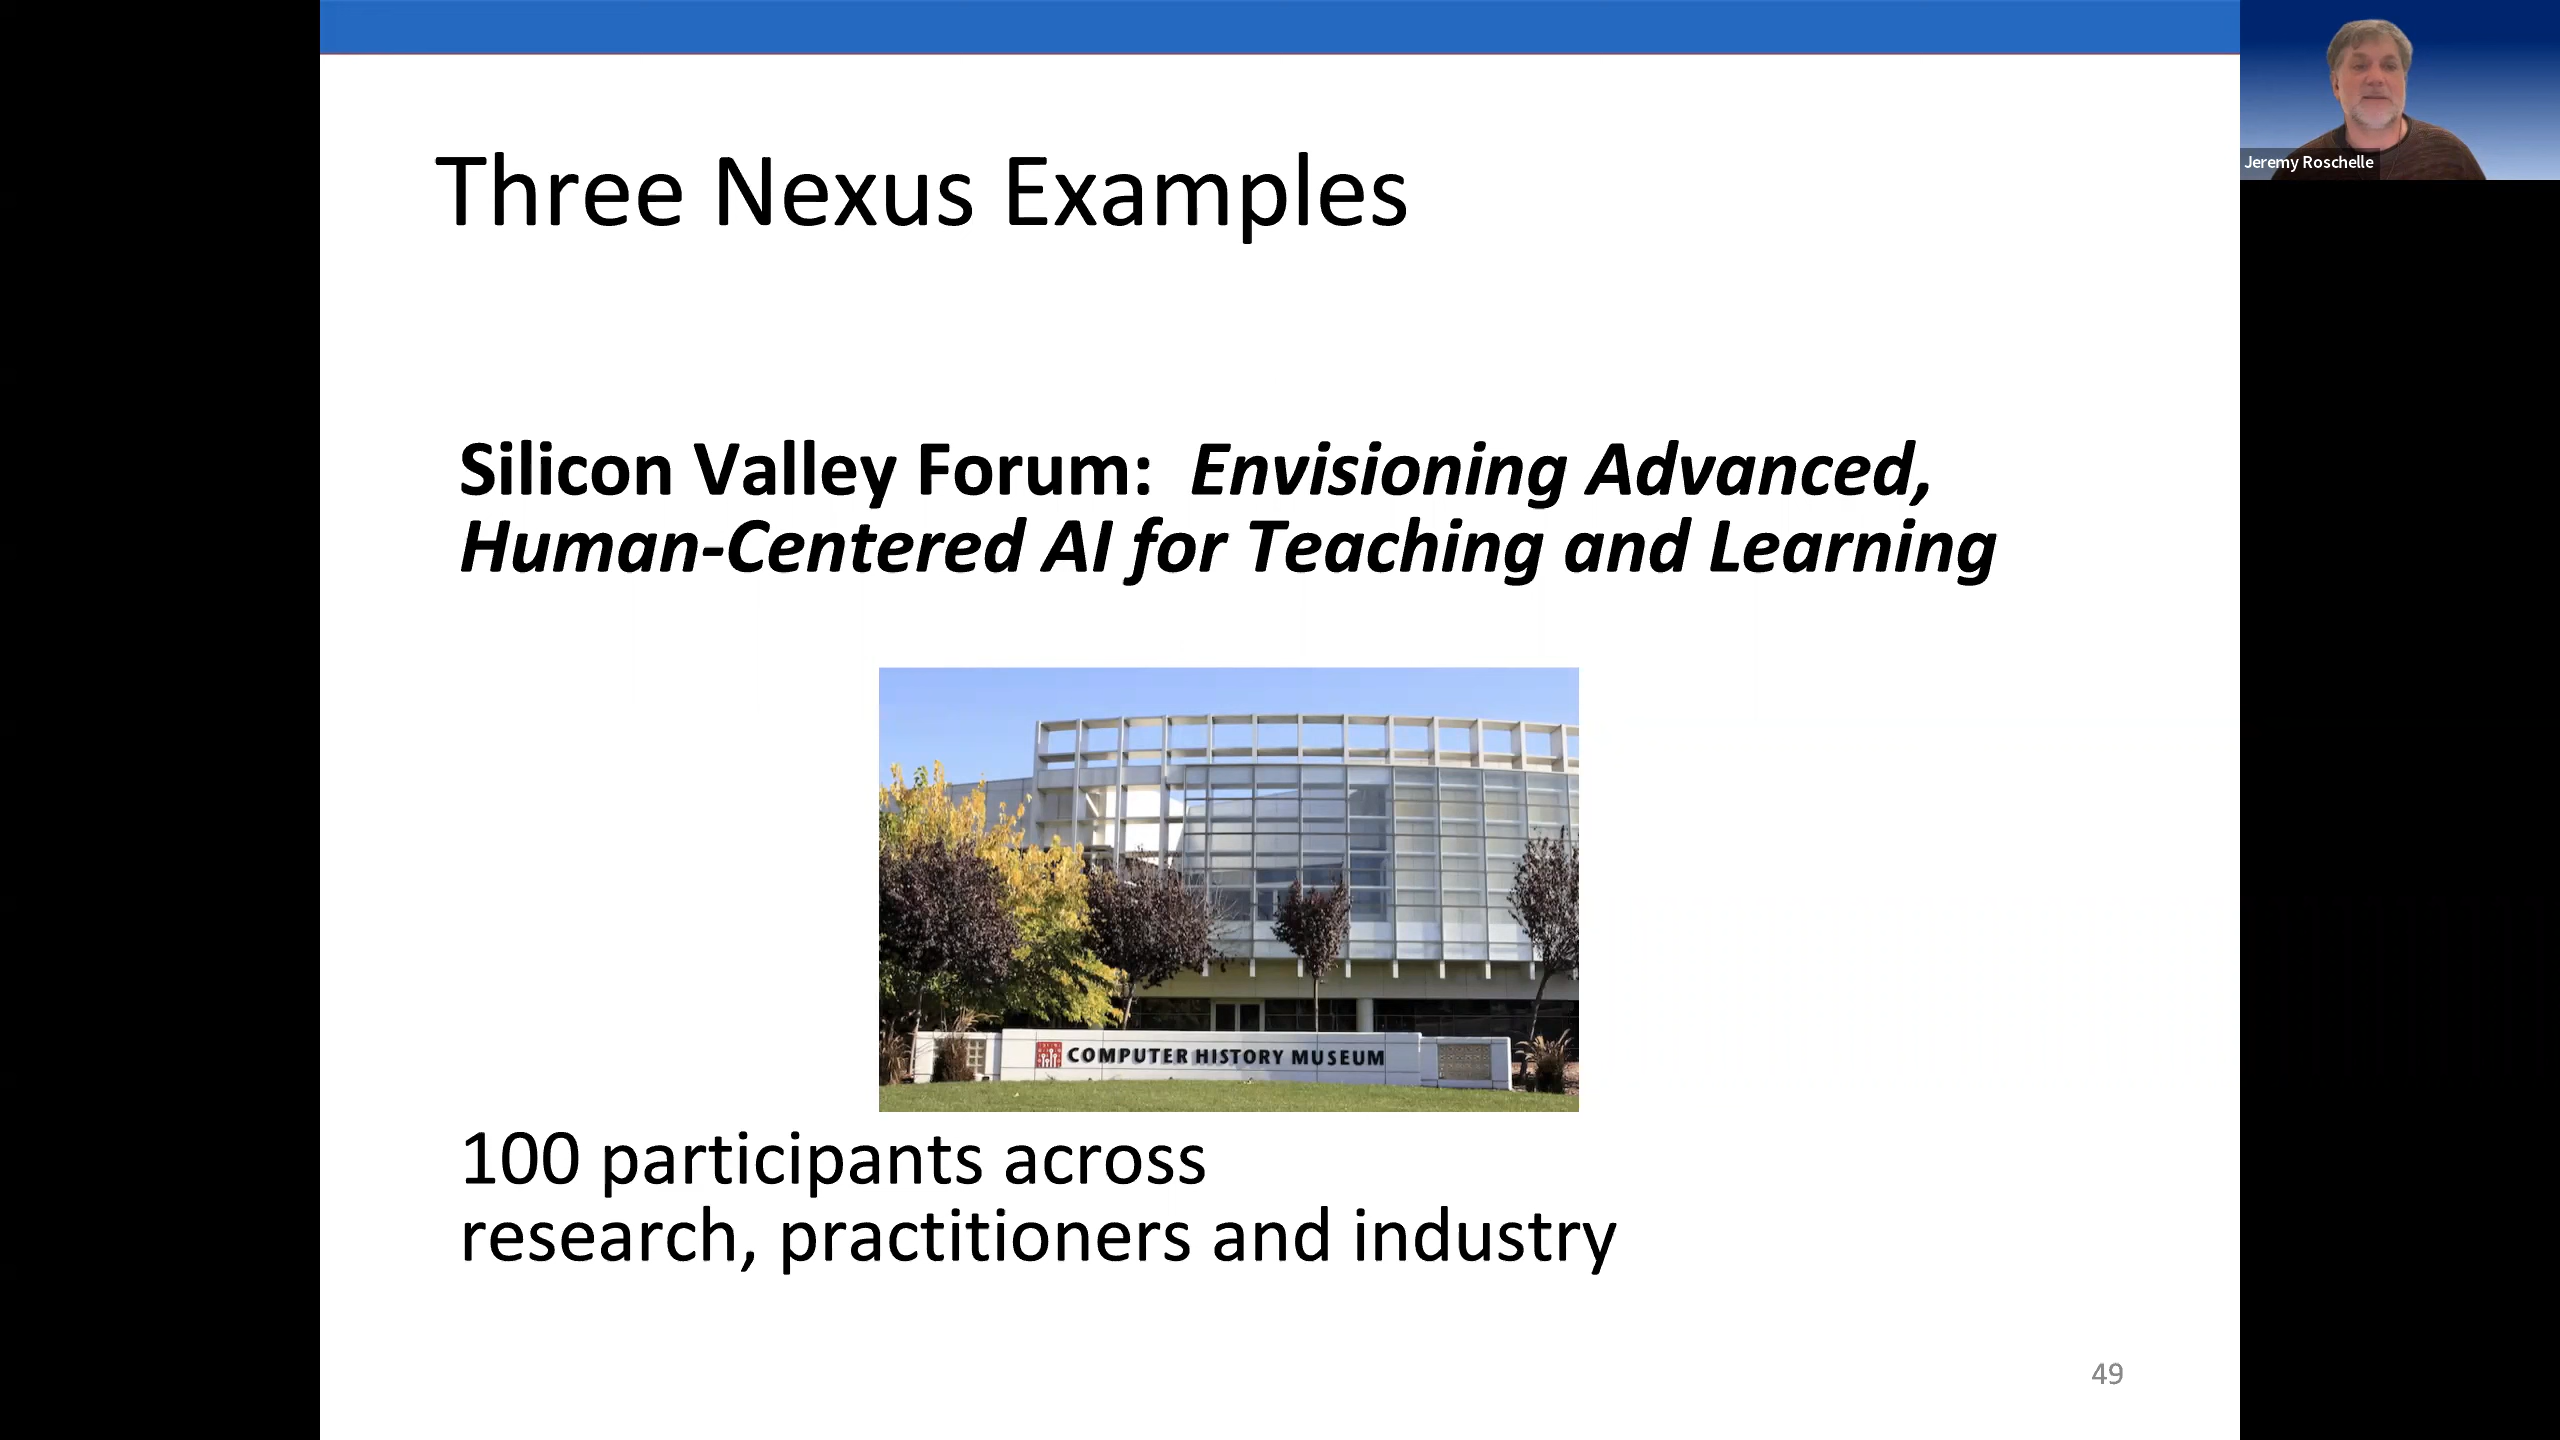 Three Nexus Examples
Jeremy Roschelle
Silicon Valley Forum: Envisioning Advanced,
Human-Centered AI for Teaching and Learning
COMPUTER HISTORY MUSEUM
100 participants across
research, practitioners and industry
49